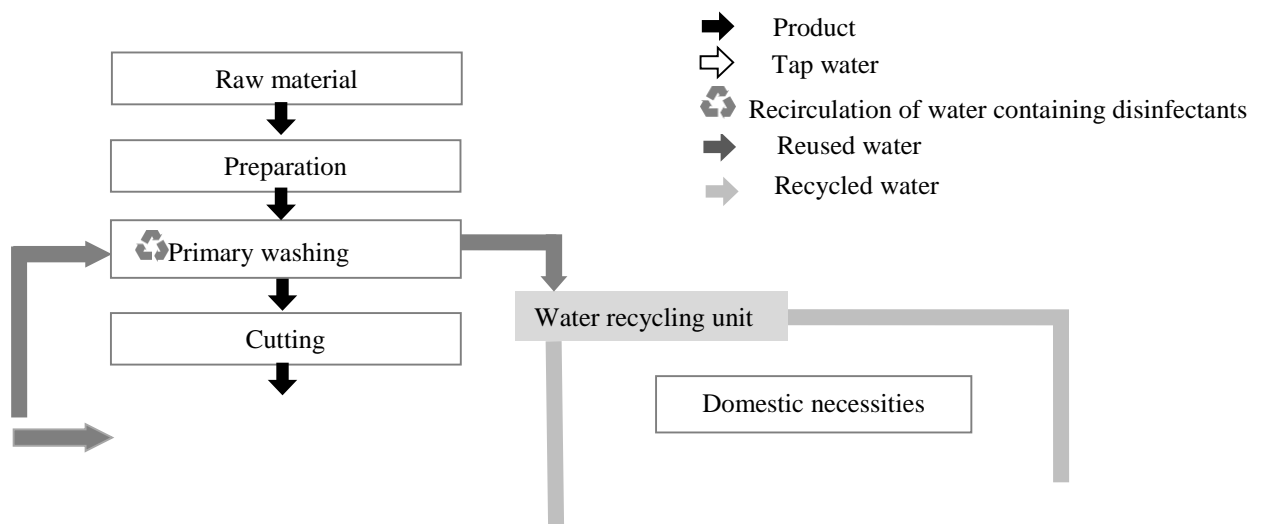 Product
Tap water
Recirculation of water containing disinfectants
Reused water
Recycled water
Raw material
Preparation
Primary washing
Cutting
Water recycling unit
Domestic necessities